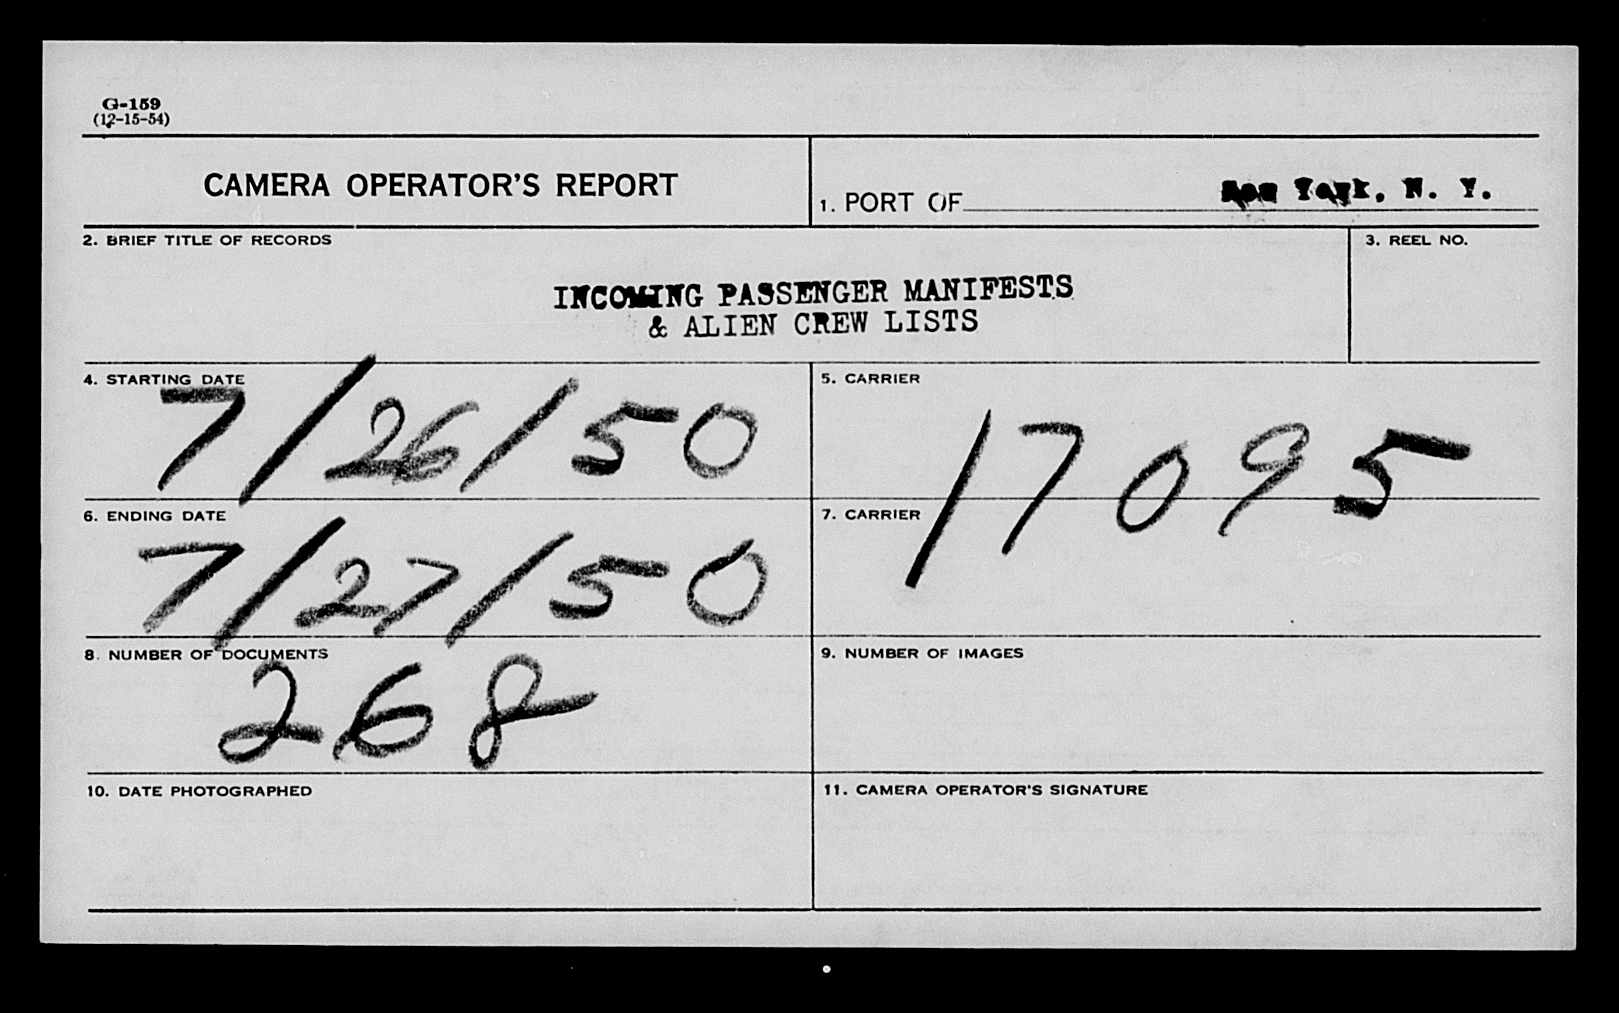 G-159
(12-15-54)
CAMERA OPERATOR'S REPORT
1. PORT OF New York, N. Y.
2. BRIEF TITLE OF RECORDS
3. REEL NO.
INCOMING PASSENGER MANIFESTS
& ALIEN CREW LISTS
4. STARTING DATE
7/26/50
5. CARRIER
17095
6. ENDING DATE
7/27/50
7. CARRIER
8. NUMBER OF DOCUMENTS
268
9. NUMBER OF IMAGES
10. DATE PHOTOGRAPHED
11. CAMERA OPERATOR'S SIGNATURE